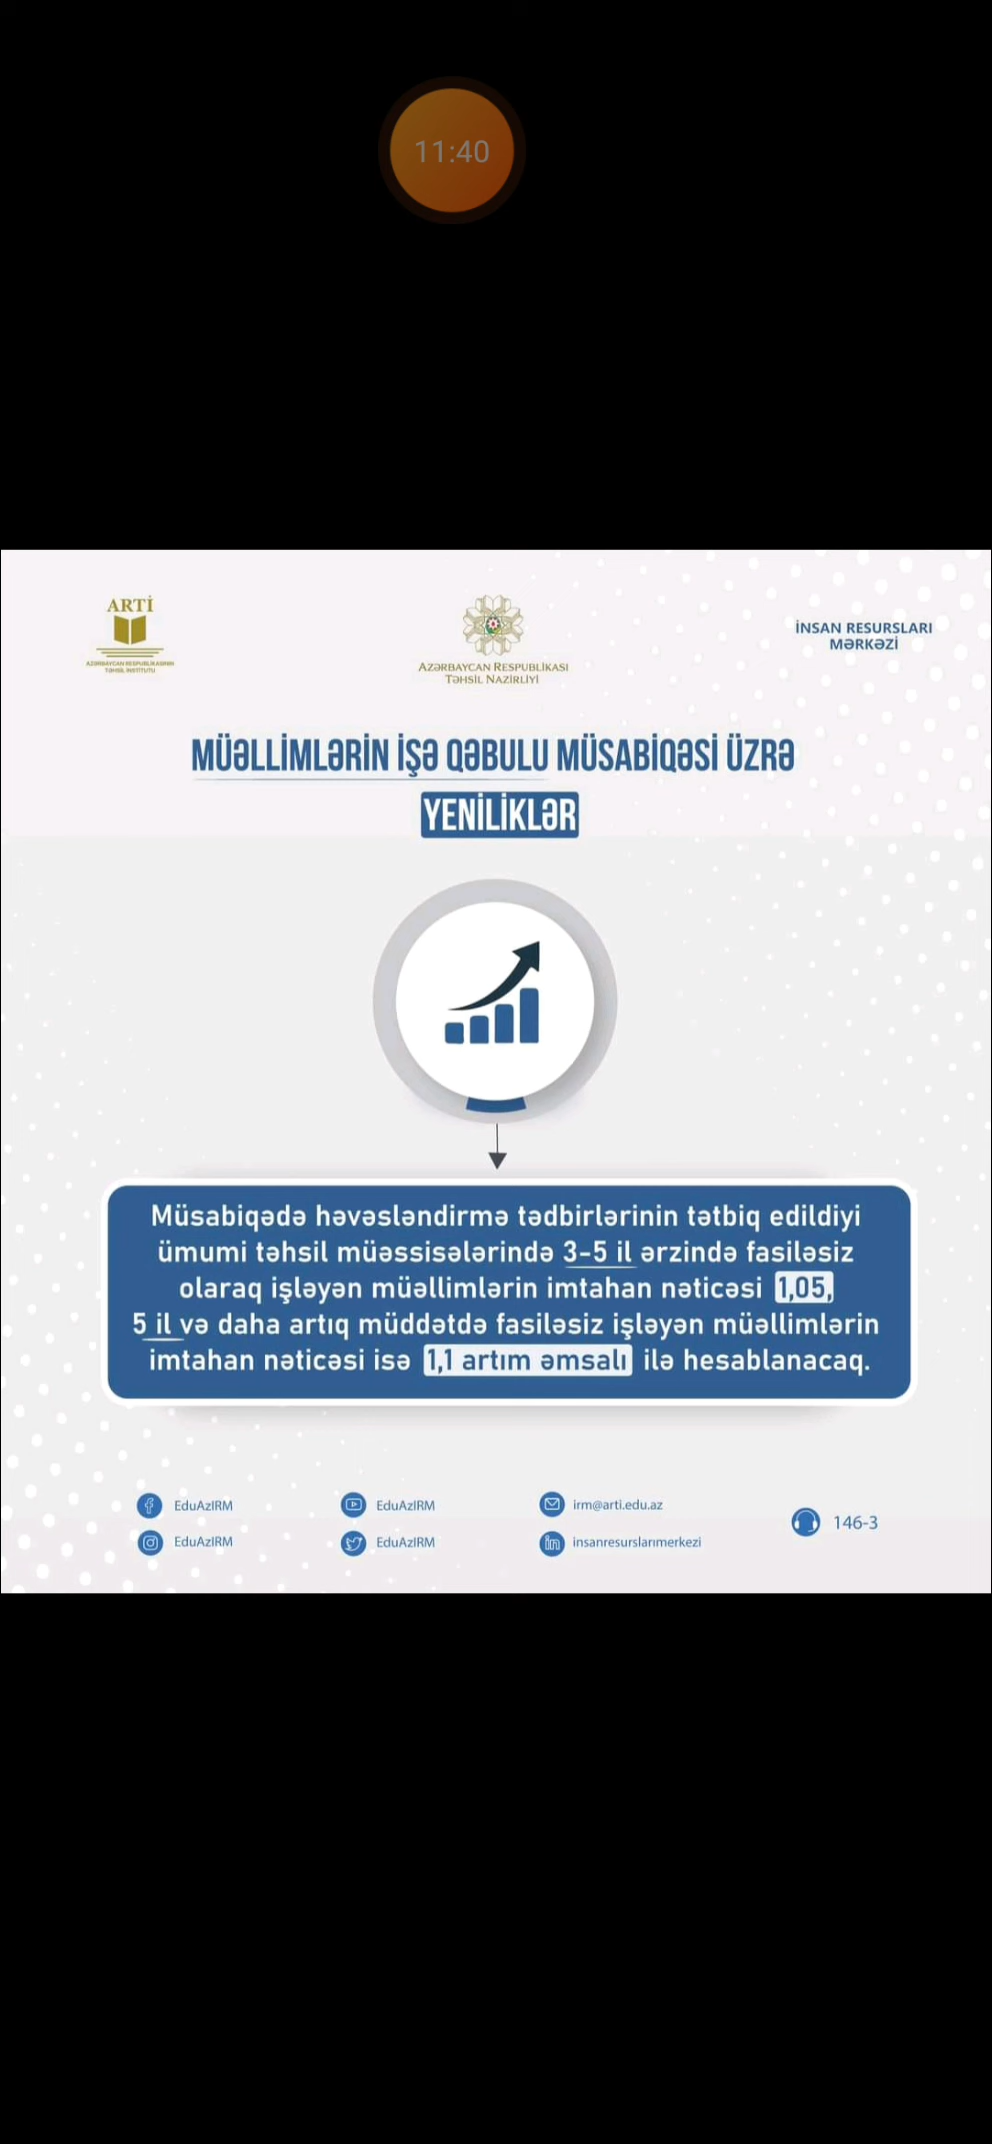 11:40
ARTİ
AZƏRBAYCAN RESPUBLİKASININ
TƏHSİL İNSTİTUTU
AZƏRBAYCAN RESPUBLİKASI
TƏHSİL NAZİRLİYİ
İNSAN RESURSLARI
MƏRKƏZİ
MÜƏLLİMLƏRİN İŞƏ QƏBULU MÜSABİQƏSİ ÜZRƏ
YENİLİKLƏR
Müsabiqədə həvəsləndirmə tədbirlərinin tətbiq edildiyi
ümumi təhsil müəssisələrində 3-5 il ərzində fasiləsiz
olaraq işləyən müəllimlərin imtahan nəticəsi 1,05,
5 il və daha artıq müddətdə fasiləsiz işləyən müəllimlərin
imtahan nəticəsi isə 1,1 artım əmsalı ilə hesablanacaq.
EduAzIRM
EduAzIRM
irm@arti.edu.az
146-3
EduAzIRM
EduAzIRM
insanresurslarımerkezi